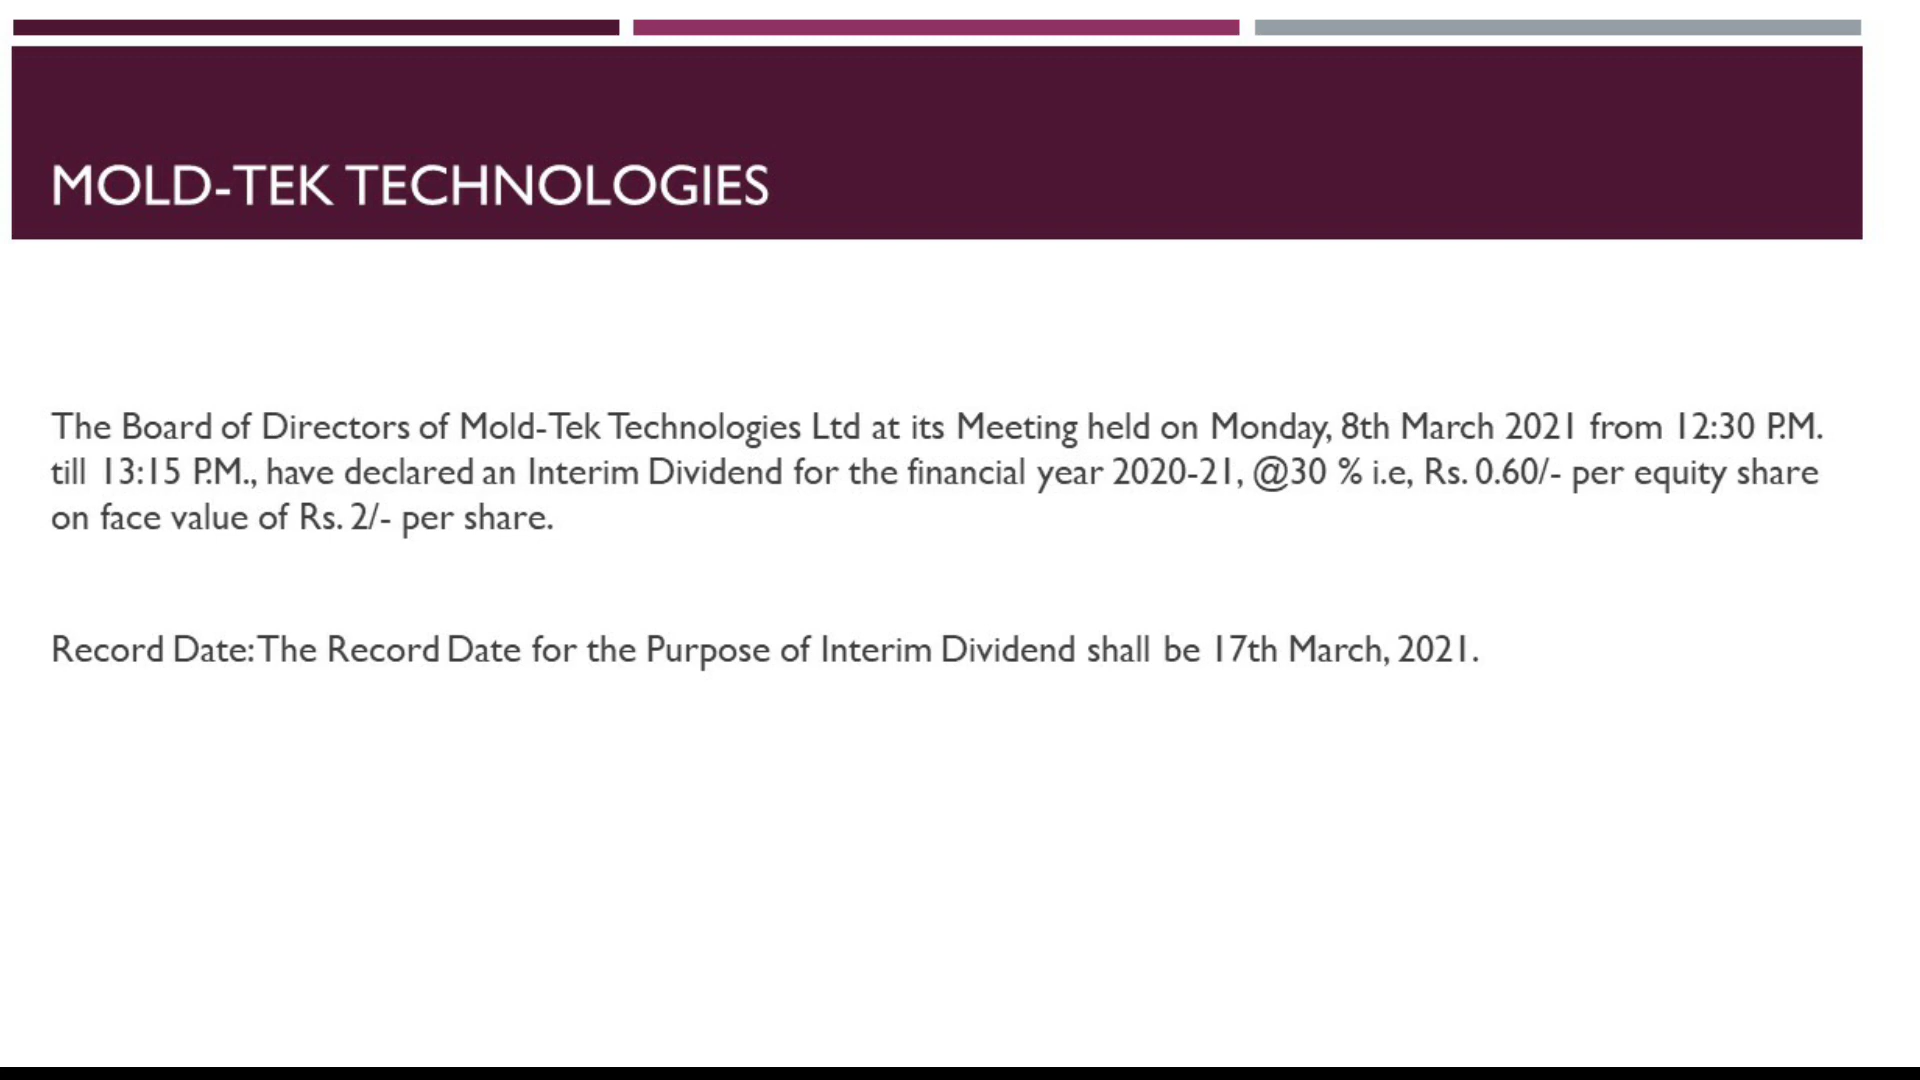 MOLD-TEK TECHNOLOGIES
The Board of Directors of Mold-Tek Technologies Ltd at its Meeting held on Monday, 8th March 2021 from 12:30 P.M.
till 13:15 P.M., have declared an Interim Dividend for the financial year 2020-21, @30 % i.e, Rs. 0.60/- per equity share
on face value of Rs. 2/- per share.
Record Date: The Record Date for the Purpose of Interim Dividend shall be 17th March, 2021.